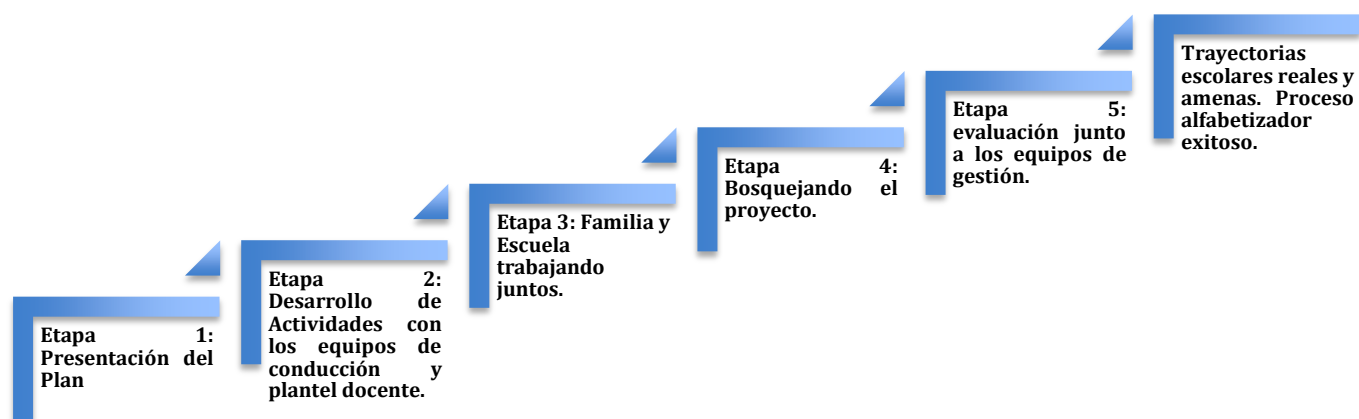 Etapa 1:
Presentación del
Plan
Etapa 2:
Desarrollo de
Actividades con
los equipos de
conducción y
plantel docente.
Etapa 3: Familia y
Escuela
trabajando
juntos.
Etapa 4:
Bosquejando el
proyecto.
Etapa 5:
evaluación junto
a los equipos de
gestión.
Trayectorias
escolares reales y
amenas. Proceso
alfabetizador
exitoso.